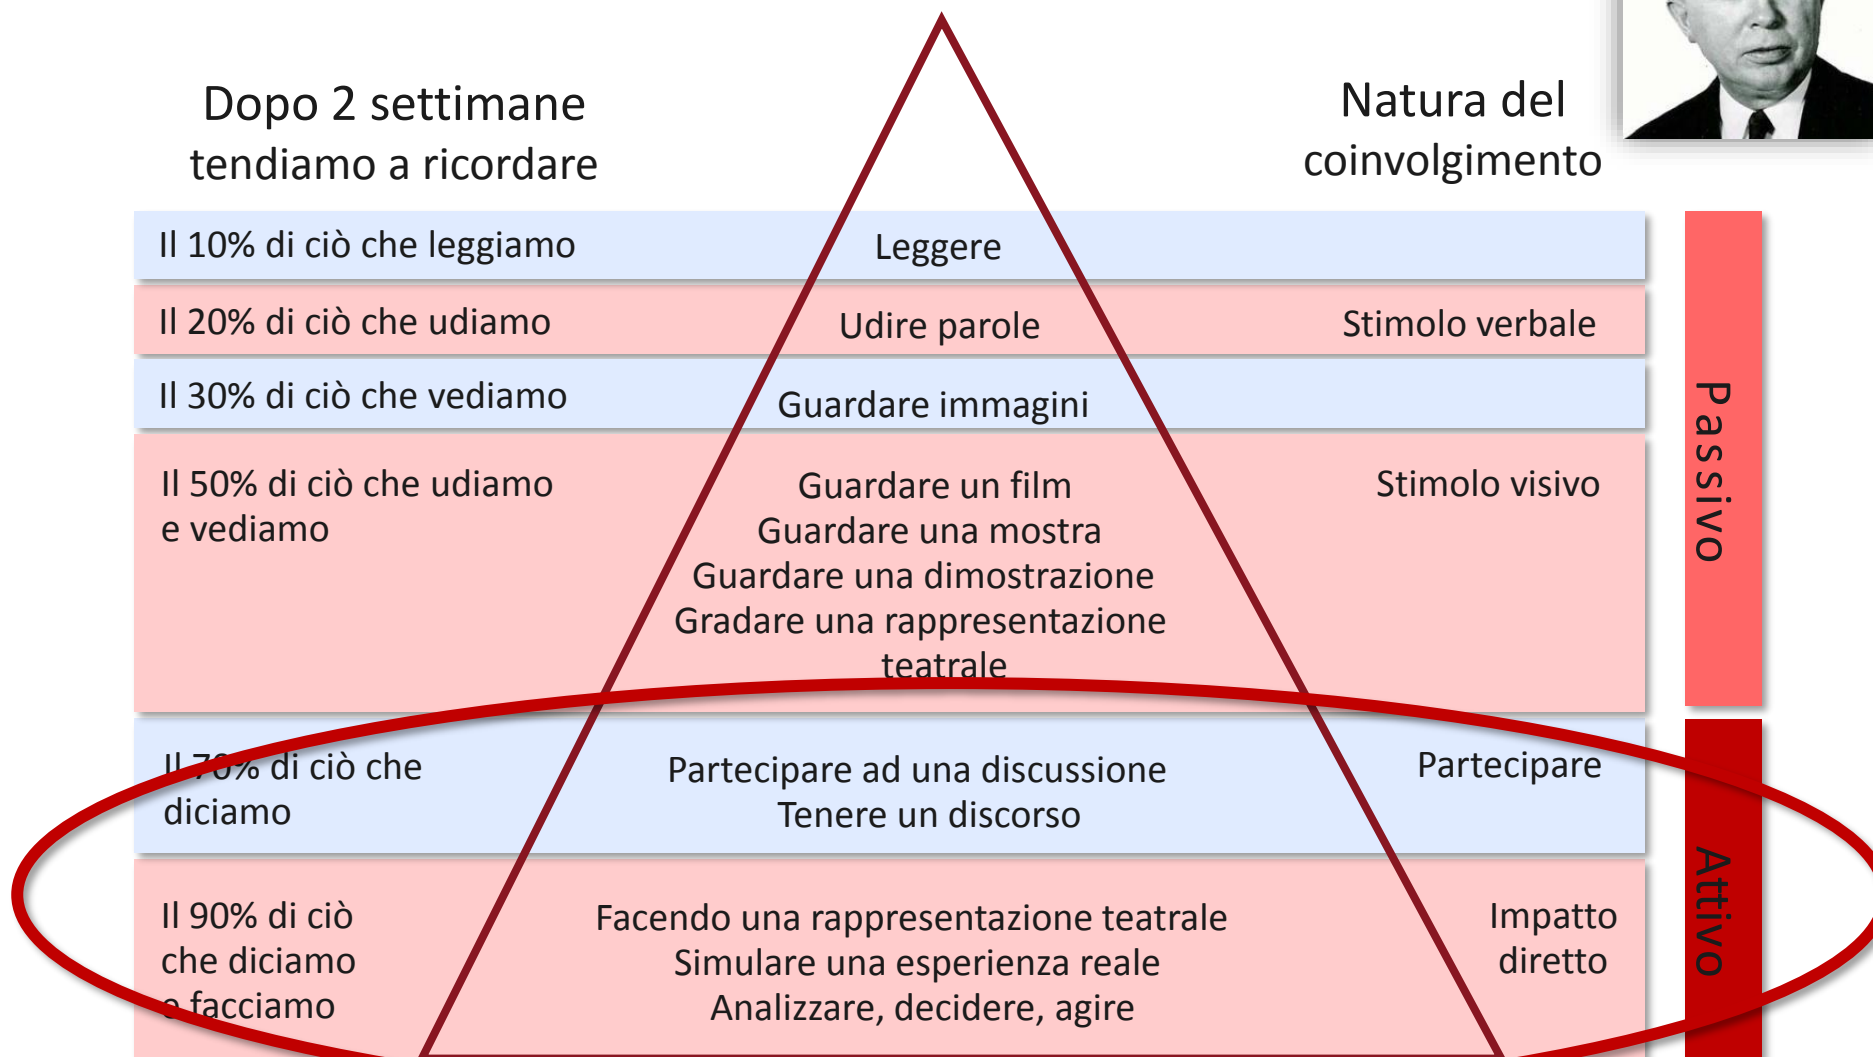 Dopo 2 settimane
tendiamo a ricordare
Natura del
coinvolgimento
Il 10% di ciò che leggiamo
Leggere
Il 20% di ciò che udiamo
Udire parole
Stimolo verbale
Il 30% di ciò che vediamo
Guardare immagini
Il 50% di ciò che udiamo
e vediamo
Guardare un film
Guardare una mostra
Guardare una dimostrazione
Gradare una rappresentazione
teatrale
Stimolo visivo
Passivo
Il 70% di ciò che
diciamo
Partecipare ad una discussione
Tenere un discorso
Partecipare
Il 90% di ciò
che diciamo
e facciamo
Facendo una rappresentazione teatrale
Simulare una esperienza reale
Analizzare, decidere, agire
Impatto
diretto
Attivo